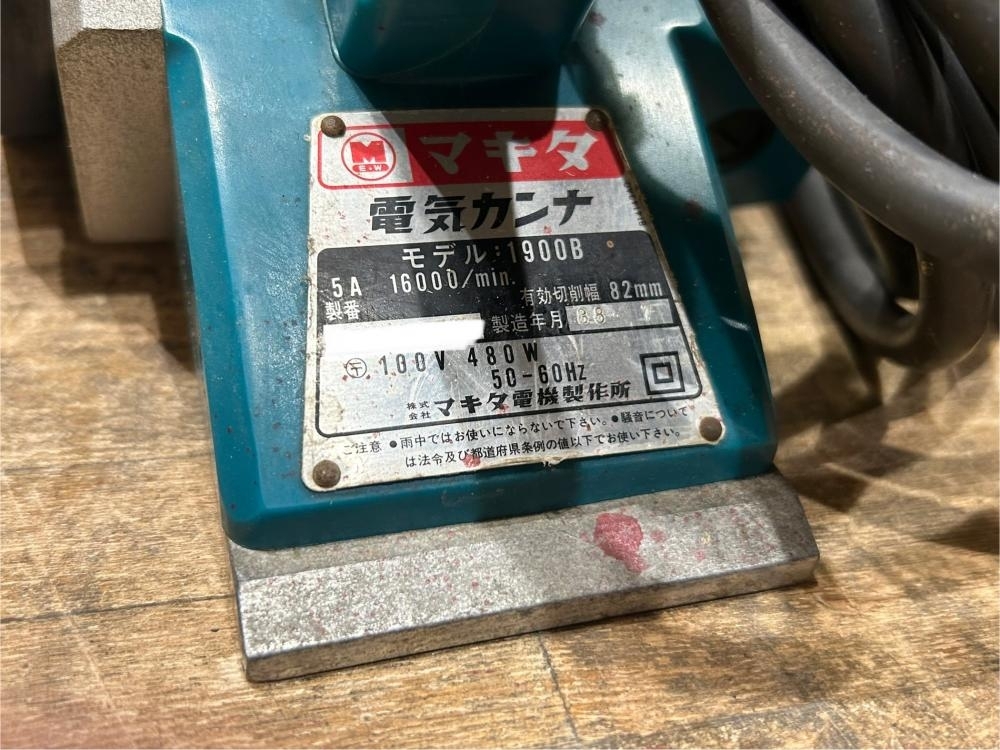 M
E&W
マキタ
電気カンナ
モデル:1900B
5A 16000/min. 有効切削幅 82mm
製番 製造年月
〒 100V 480W
50-60Hz
株式会社 マキタ電機製作所
ご注意 ●雨中ではお使いにならないで下さい。●騒音について
は法令及び都道府県条例の値以下でお使い下さい。